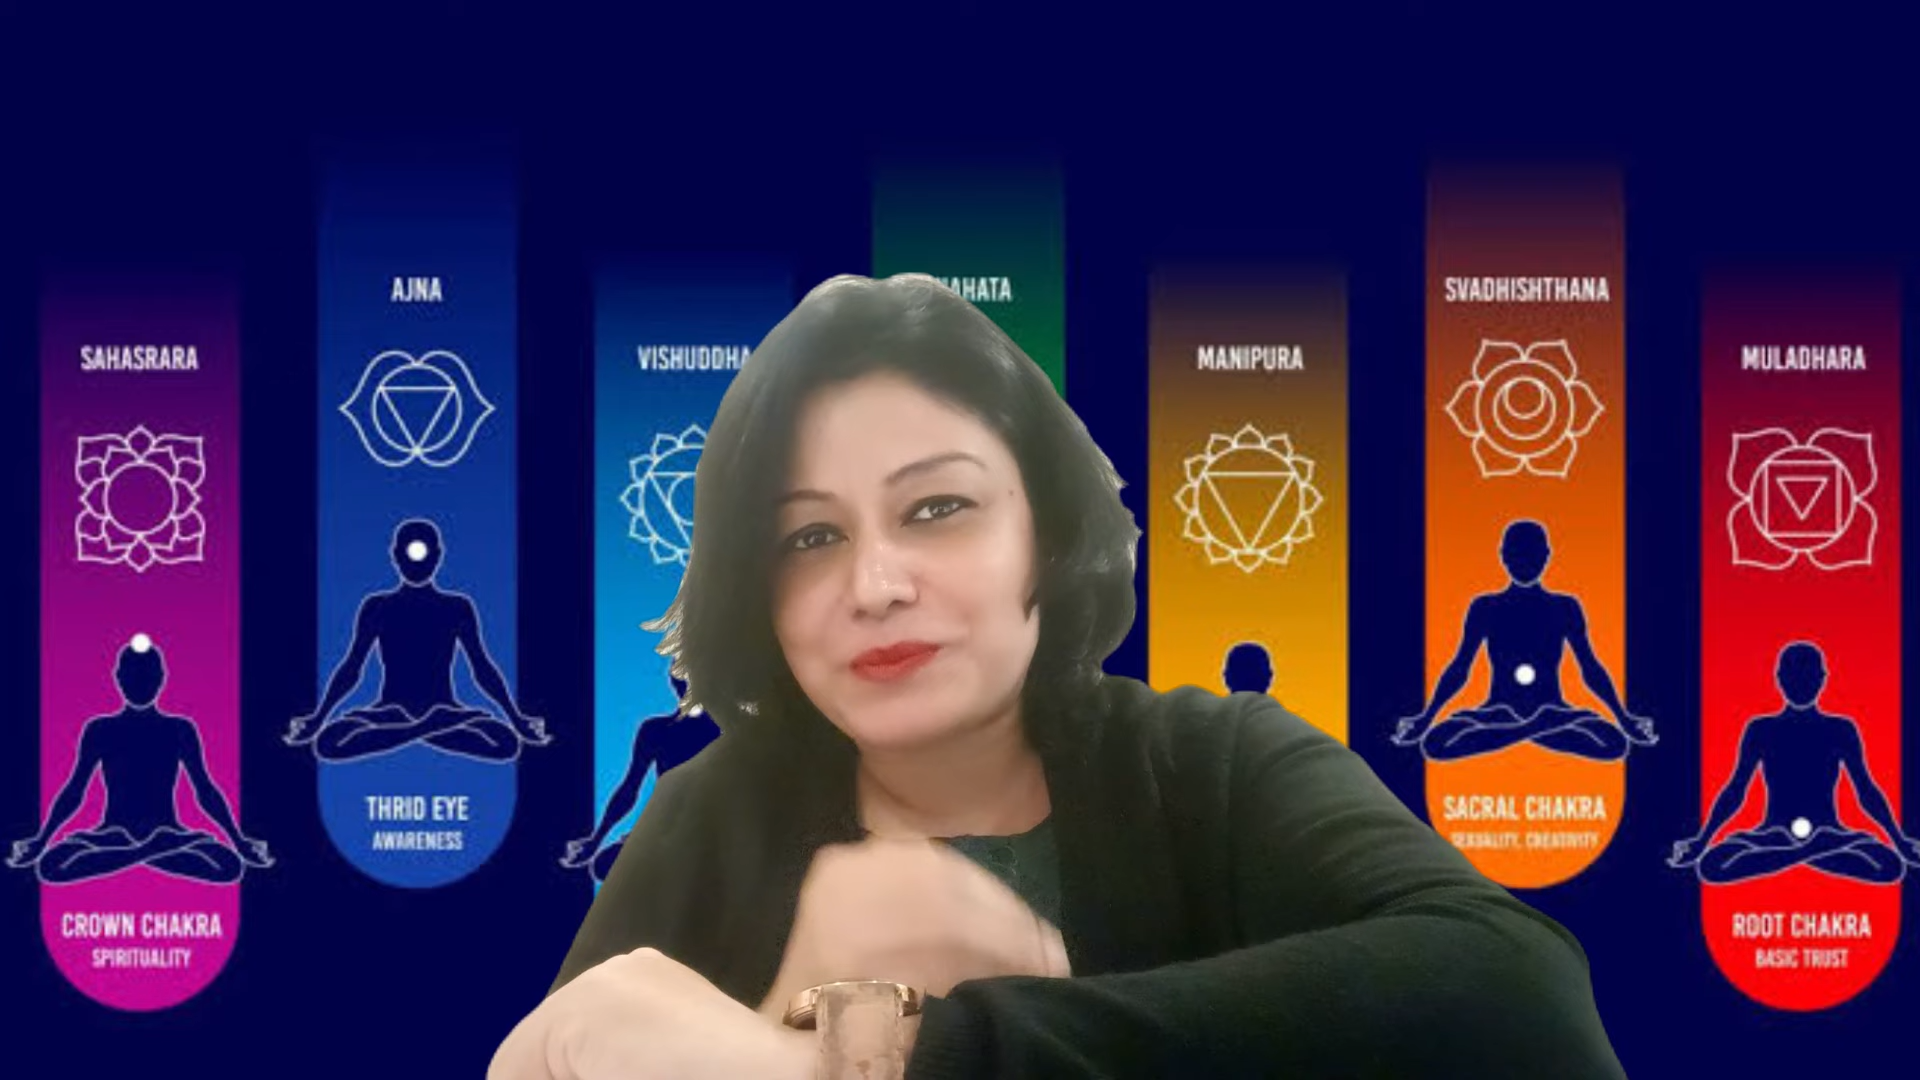 SAHASRARA
CROWN CHAKRA
SPIRITUALITY
AJNA
THRID EYE
AWARENESS
VISHUDDHA
AHATA
MANIPURA
SVADHISHTHANA
SACRAL CHAKRA
SEXUALITY, CREATIVITY
MULADHARA
ROOT CHAKRA
BASIC TRUST